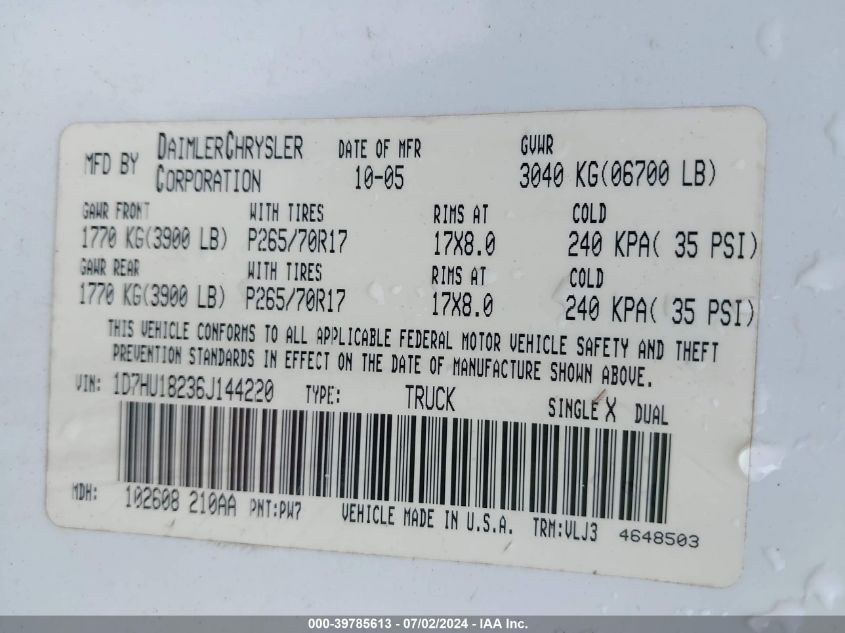 MFD BY DAIMLERCHRYSLER CORPORATION DATE OF MFR 10-05 GVWR 3040 KG(06700 LB)
GAWR FRONT WITH TIRES RIMS AT COLD
1770 KG(3900 LB) P265/70R17 17X8.0 240 KPA( 35 PSI)
GAWR REAR WITH TIRES RIMS AT COLD
1770 KG(3900 LB) P265/70R17 17X8.0 240 KPA( 35 PSI)
THIS VEHICLE CONFORMS TO ALL APPLICABLE FEDERAL MOTOR VEHICLE SAFETY AND THEFT
PREVENTION STANDARDS IN EFFECT ON THE DATE OF MANUFACTURE SHOWN ABOVE.
VIN: 1D7HU18236J144220 TYPE: TRUCK SINGLE X DUAL
MDH: 102608 210AA PNT:PW7 VEHICLE MADE IN U.S.A. TRM:VLJ3 4648503
000-39785613 - 07/02/2024 - IAA Inc.